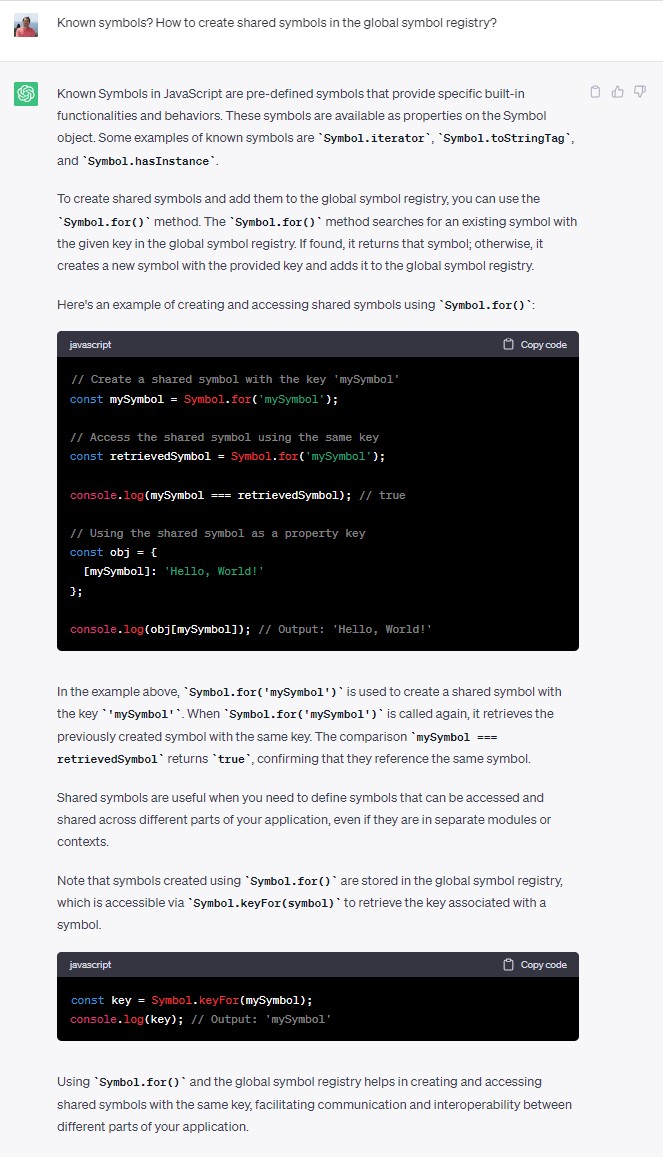 Known symbols? How to create shared symbols in the global symbol registry?
Known Symbols in JavaScript are pre-defined symbols that provide specific built-in
functionalities and behaviors. These symbols are available as properties on the Symbol
object. Some examples of known symbols are `Symbol.iterator`, `Symbol.toStringTag`,
and `Symbol.hasInstance`.
To create shared symbols and add them to the global symbol registry, you can use the
`Symbol.for()` method. The `Symbol.for()` method searches for an existing symbol with
the given key in the global symbol registry. If found, it returns that symbol; otherwise, it
creates a new symbol with the provided key and adds it to the global symbol registry.
Here's an example of creating and accessing shared symbols using `Symbol.for()`:
javascript Copy code
// Create a shared symbol with the key 'mySymbol'
const mySymbol = Symbol.for('mySymbol');
// Access the shared symbol using the same key
const retrievedSymbol = Symbol.for('mySymbol');
console.log(mySymbol === retrievedSymbol); // true
// Using the shared symbol as a property key
const obj = {
  [mySymbol]: 'Hello, World!'
};
console.log(obj[mySymbol]); // Output: 'Hello, World!'
In the example above, `Symbol.for('mySymbol')` is used to create a shared symbol with
the key `'mySymbol'`. When `Symbol.for('mySymbol')` is called again, it retrieves the
previously created symbol with the same key. The comparison `mySymbol ===
retrievedSymbol` returns `true`, confirming that they reference the same symbol.
Shared symbols are useful when you need to define symbols that can be accessed and
shared across different parts of your application, even if they are in separate modules or
contexts.
Note that symbols created using `Symbol.for()` are stored in the global symbol registry,
which is accessible via `Symbol.keyFor(symbol)` to retrieve the key associated with a
symbol.
javascript Copy code
const key = Symbol.keyFor(mySymbol);
console.log(key); // Output: 'mySymbol'
Using `Symbol.for()` and the global symbol registry helps in creating and accessing
shared symbols with the same key, facilitating communication and interoperability between
different parts of your application.